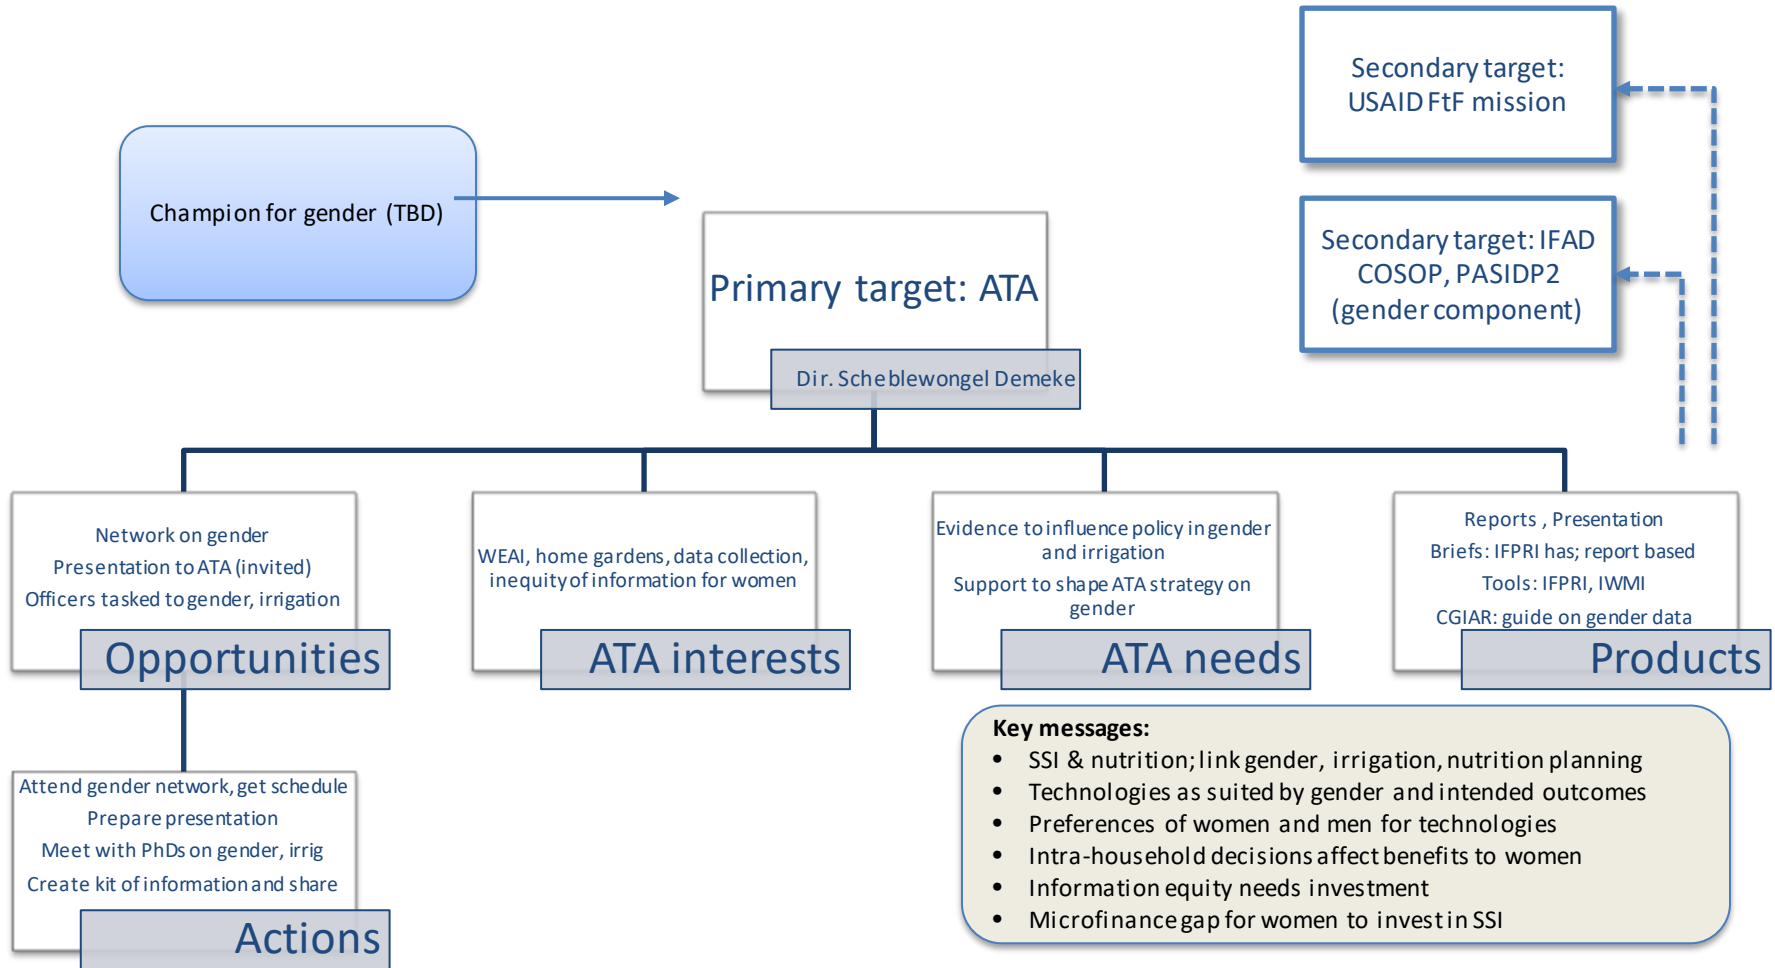 Secondary target:
USAID FtF mission
Champion for gender (TBD)
Secondary target: IFAD
COSOP, PASIDP2
(gender component)
Primary target: ATA
Dir. Scheblewongel Demeke
Network on gender
Presentation to ATA (invited)
Officers tasked to gender, irrigation
Opportunities
WEAI, home gardens, data collection,
inequity of information for women
ATA interests
Evidence to influence policy in gender
and irrigation
Support to shape ATA strategy on
gender
ATA needs
Reports , Presentation
Briefs: IFPRI has; report based
Tools: IFPRI, IWMI
CGIAR: guide on gender data
Products
Attend gender network, get schedule
Prepare presentation
Meet with PhDs on gender, irrig
Create kit of information and share
Actions
Key messages:
• SSI & nutrition; link gender, irrigation, nutrition planning
• Technologies as suited by gender and intended outcomes
• Preferences of women and men for technologies
• Intra-household decisions affect benefits to women
• Information equity needs investment
• Microfinance gap for women to invest in SSI